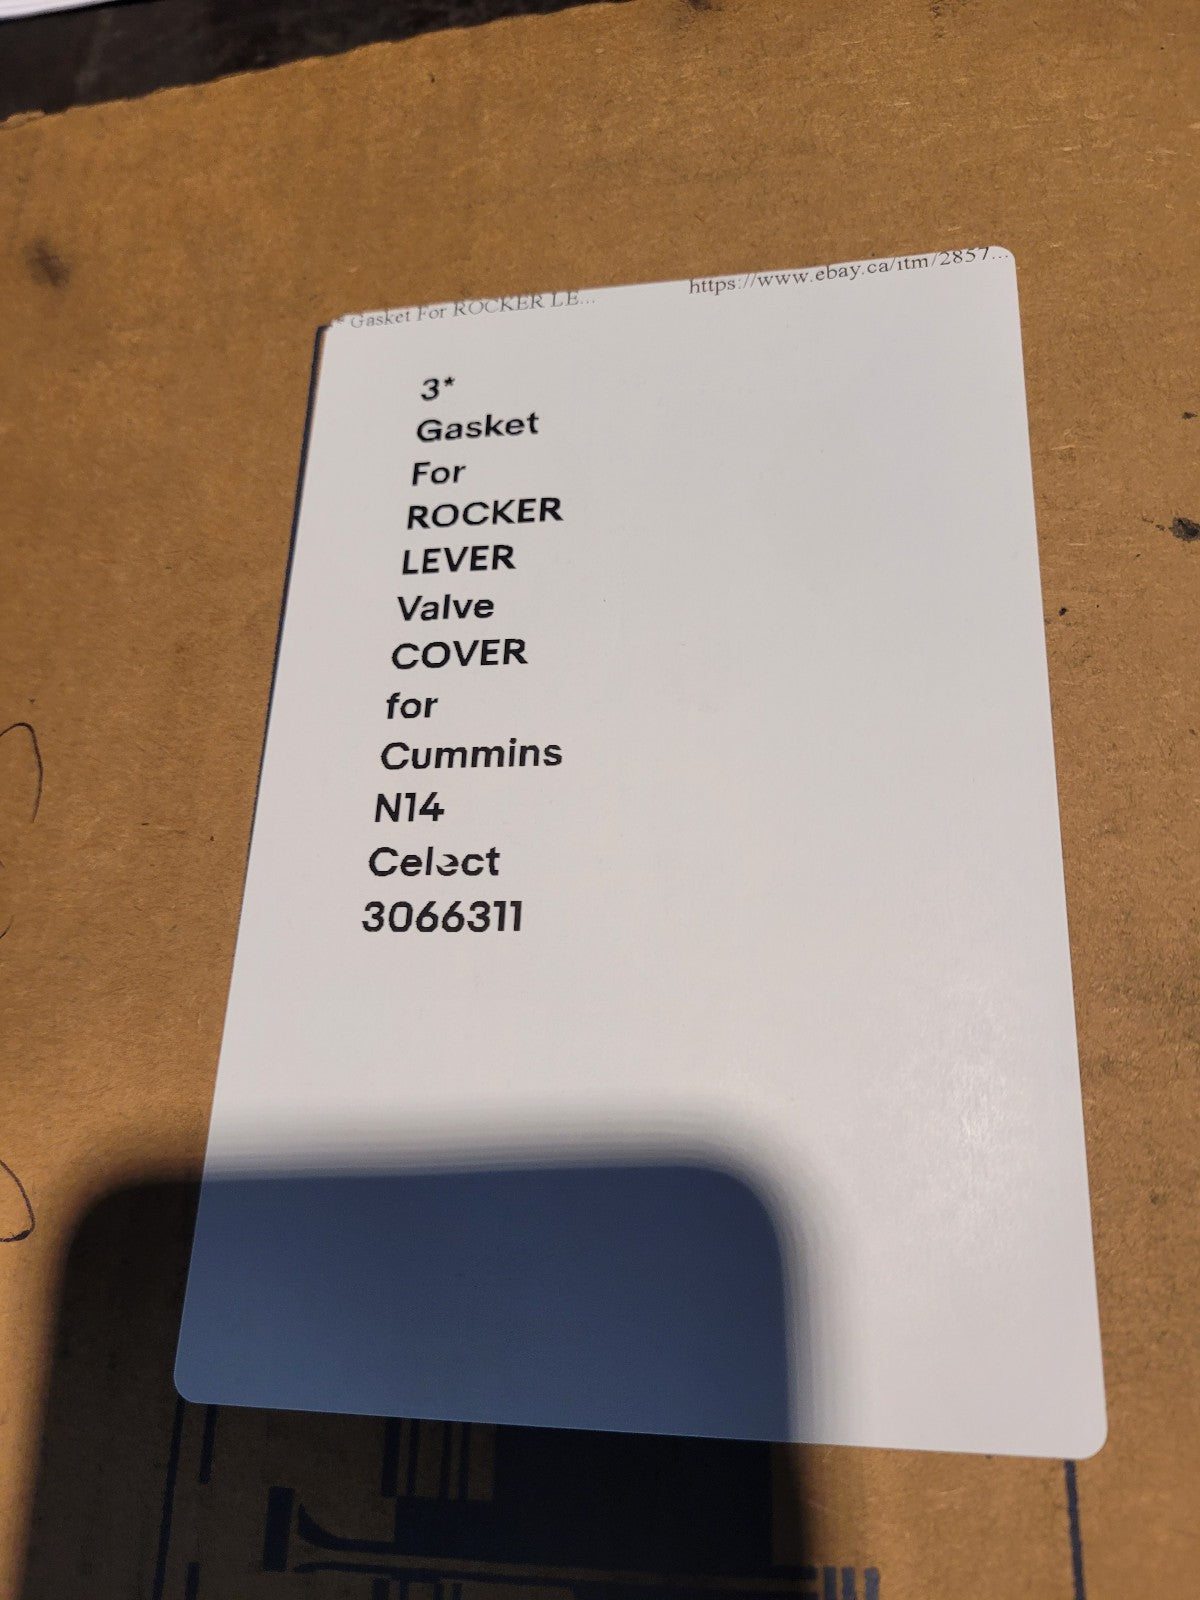 * Gasket For ROCKER LE... https://www.ebay.ca/itm/2857...
3*
Gasket
For
ROCKER
LEVER
Valve
COVER
for
Cummins
N14
Celect
3066311